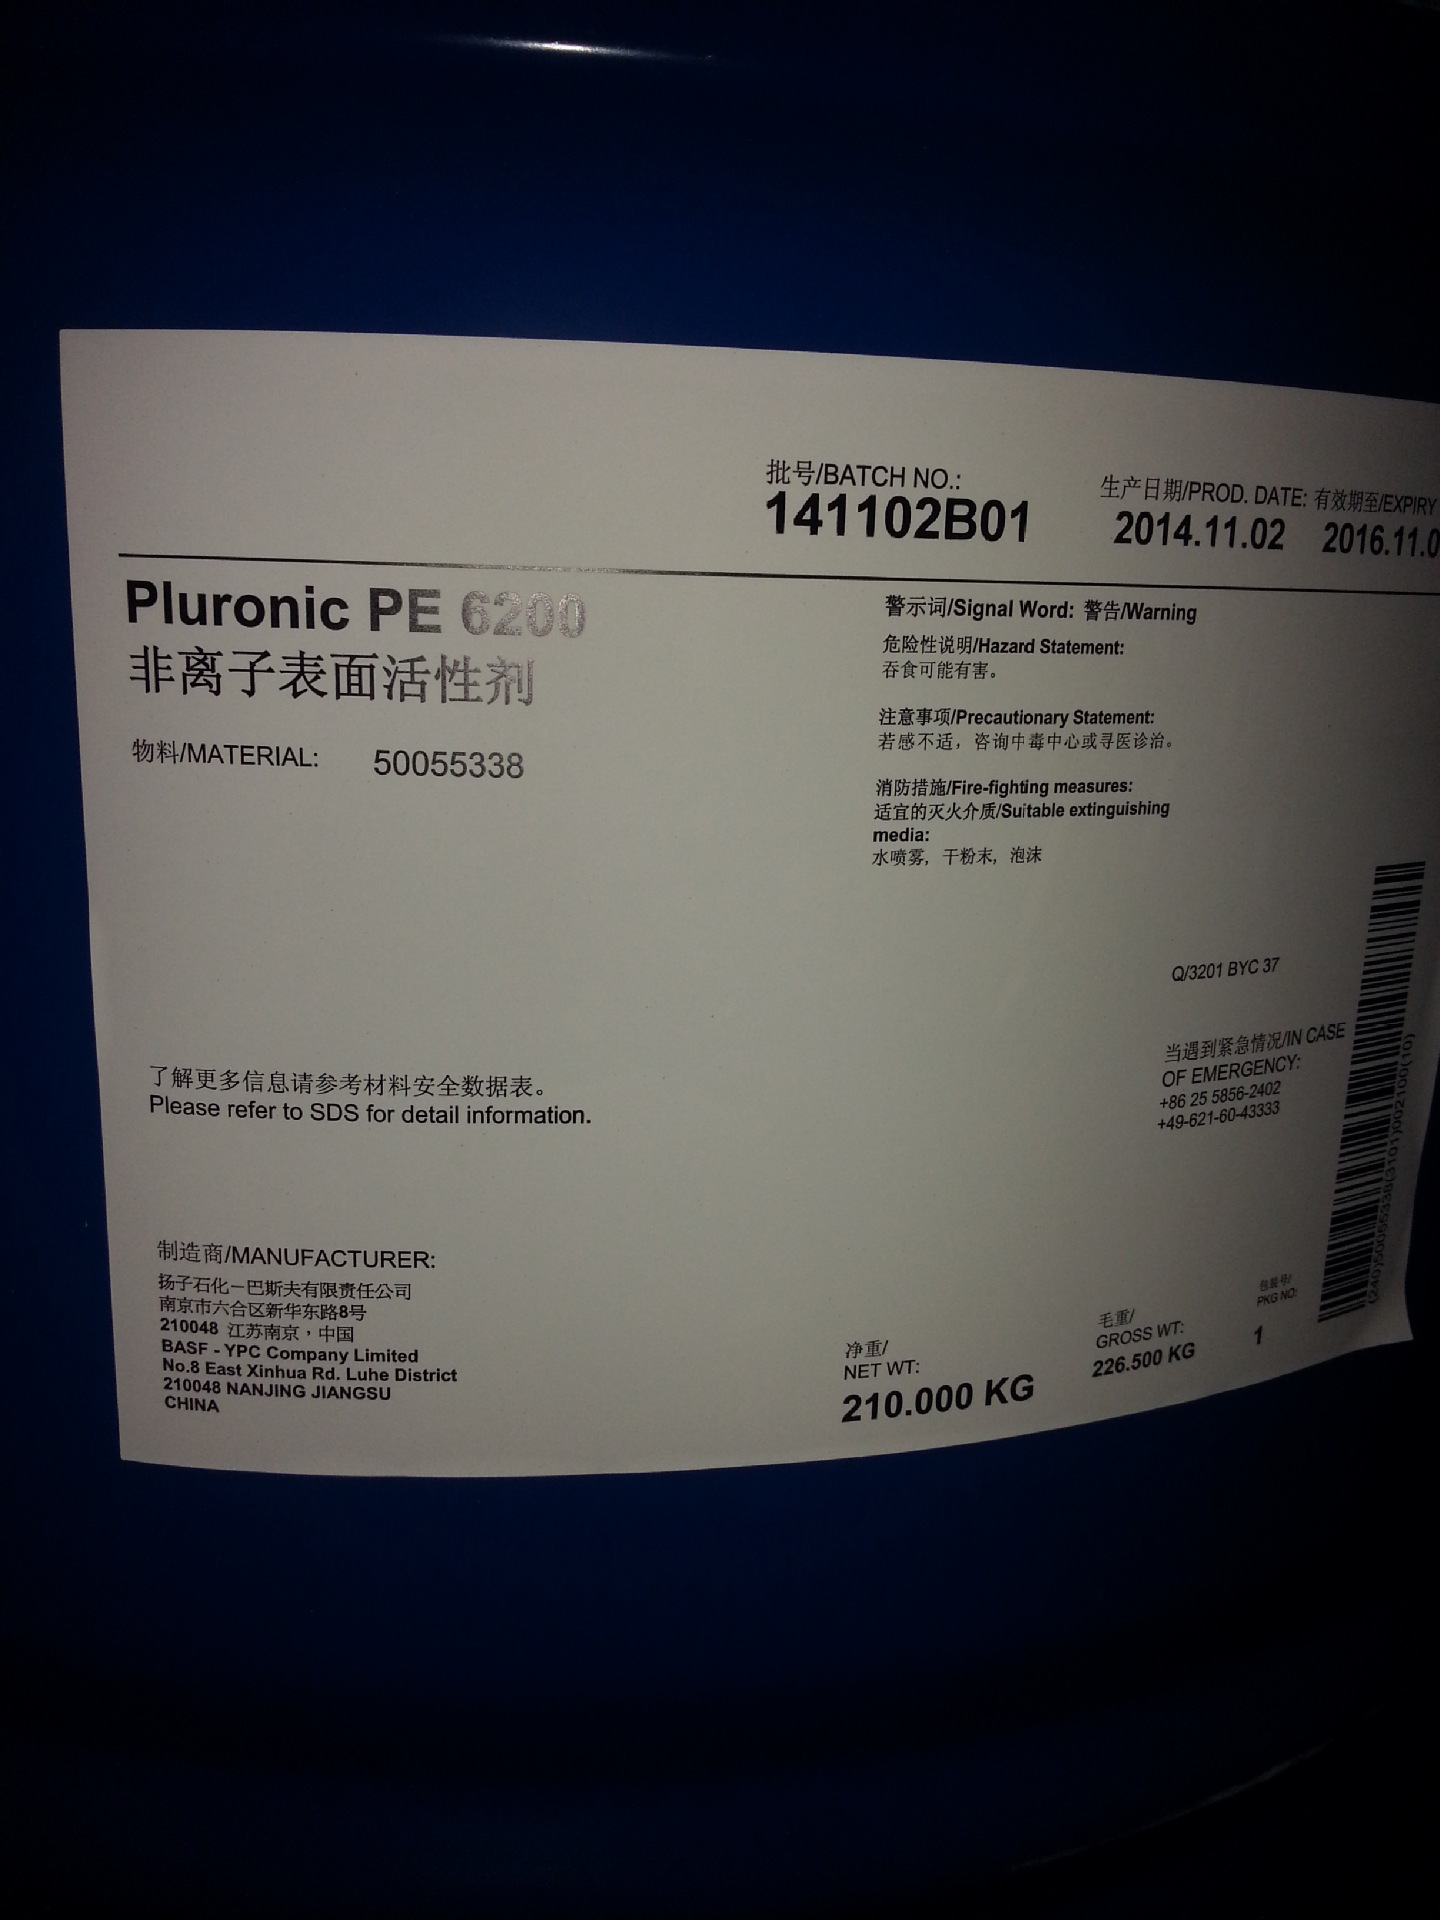 批号/BATCH NO.:
141102B01
生产日期/PROD. DATE: 有效期至/EXPIRY
2014.11.02 2016.11.0
Pluronic PE 6200
非离子表面活性剂
物料/MATERIAL: 50055338
警示词/Signal Word: 警告/Warning
危险性说明/Hazard Statement:
吞食可能有害。
注意事项/Precautionary Statement:
若感不适，咨询中毒中心或寻医诊治。
消防措施/Fire-fighting measures:
适宜的灭火介质/Suitable extinguishing
media:
水喷雾，干粉末，泡沫
Q/3201 BYC 37
当遇到紧急情况/IN CASE
OF EMERGENCY:
+86 25 5856-2402
+49-621-60-43333
了解更多信息请参考材料安全数据表。
Please refer to SDS for detail information.
制造商/MANUFACTURER:
扬子石化－巴斯夫有限责任公司
南京市六合区新华东路8号
210048 江苏南京，中国
BASF - YPC Company Limited
No.8 East Xinhua Rd. Luhe District
210048 NANJING JIANGSU
CHINA
净重/
NET WT:
210.000 KG
毛重/
GROSS WT:
226.500 KG
包装号/
PKG NO:
1
(240)50055338(3101)002100(10)